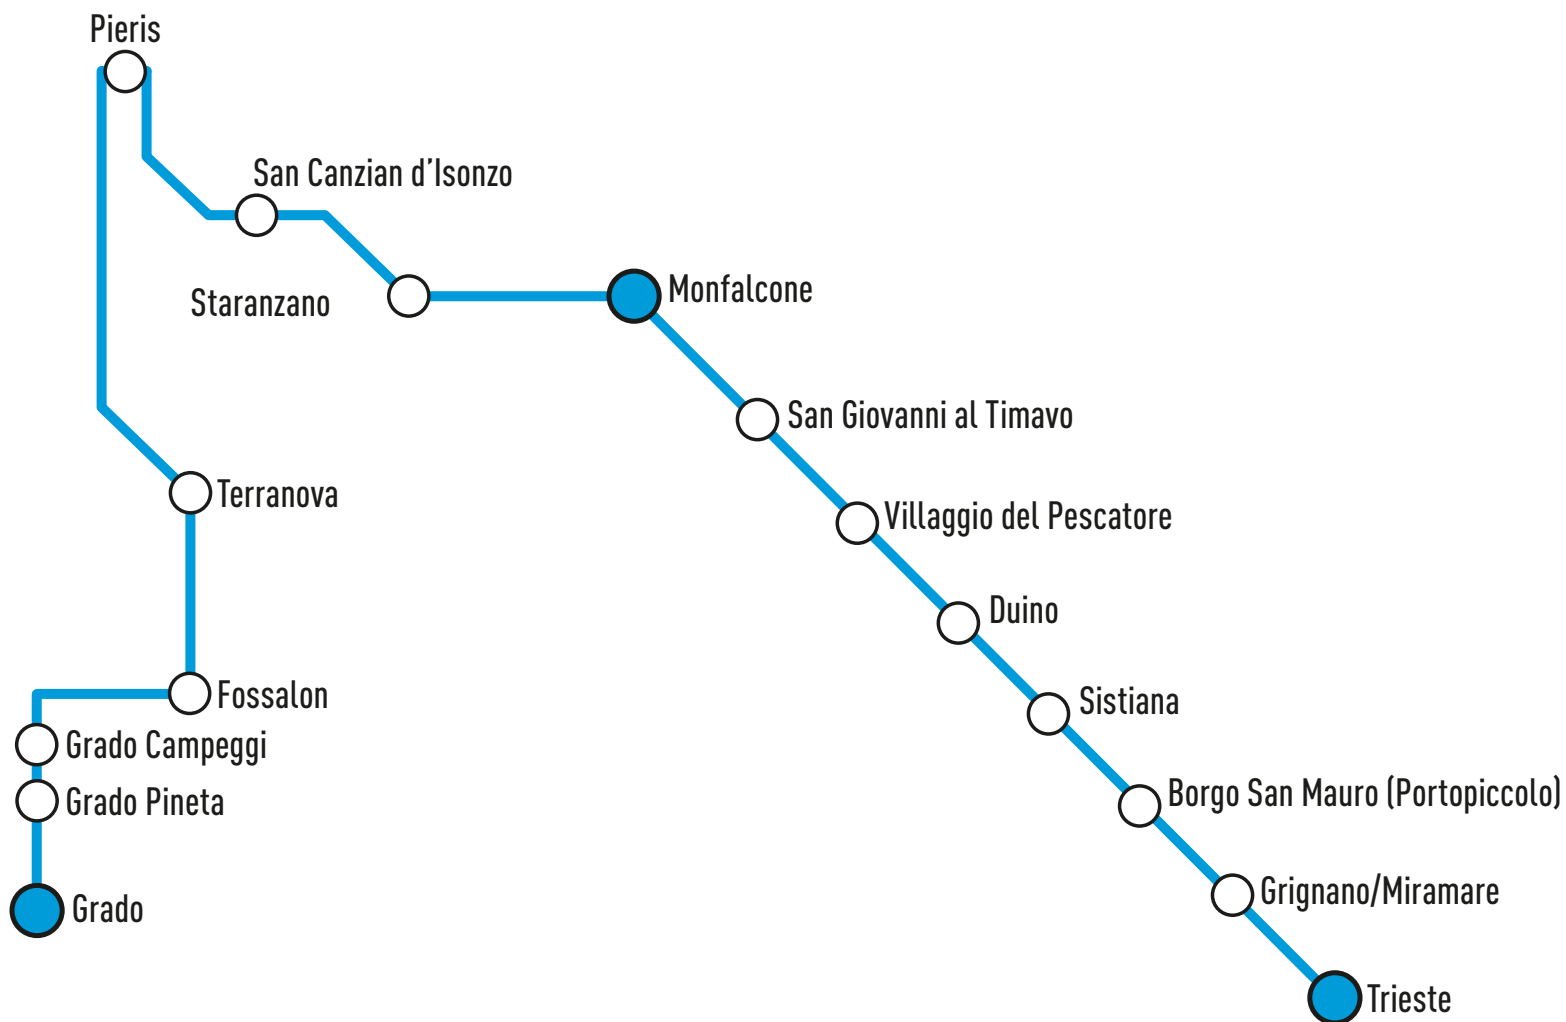 Pieris
San Canzian d’Isonzo
Monfalcone
Staranzano
San Giovanni al Timavo
Terranova
Villaggio del Pescatore
Duino
Fossalon
Sistiana
Grado Campeggi
Borgo San Mauro (Portopiccolo)
Grado Pineta
Grignano/Miramare
Grado
Trieste